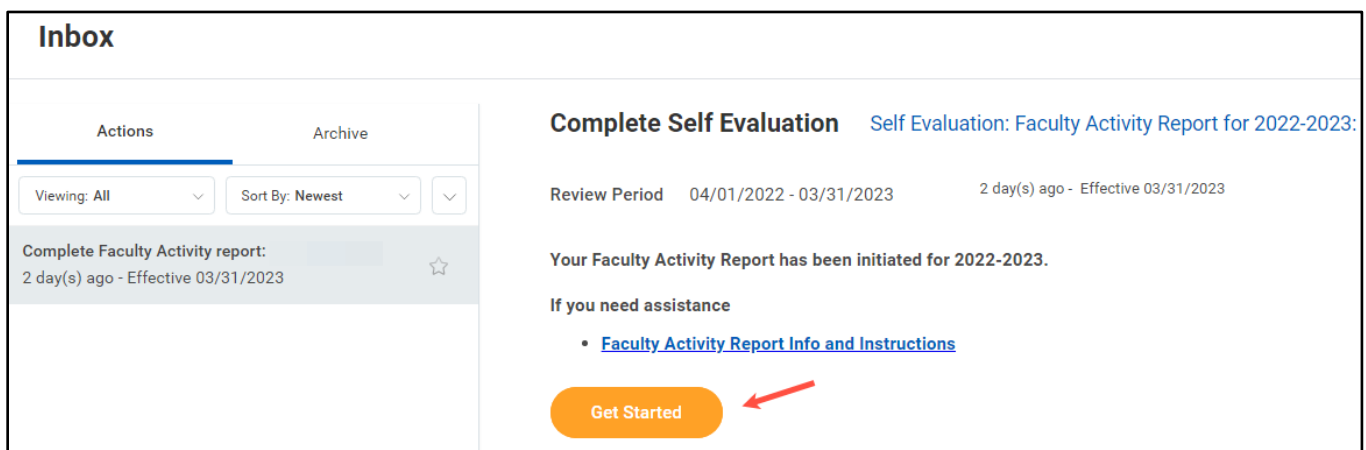 Inbox
Actions
Archive
Viewing: All
Sort By: Newest
Complete Faculty Activity report:
2 day(s) ago - Effective 03/31/2023
Complete Self Evaluation
Self Evaluation: Faculty Activity Report for 2022-2023:
Review Period 04/01/2022 - 03/31/2023
2 day(s) ago - Effective 03/31/2023
Your Faculty Activity Report has been initiated for 2022-2023.
If you need assistance
• Faculty Activity Report Info and Instructions
Get Started